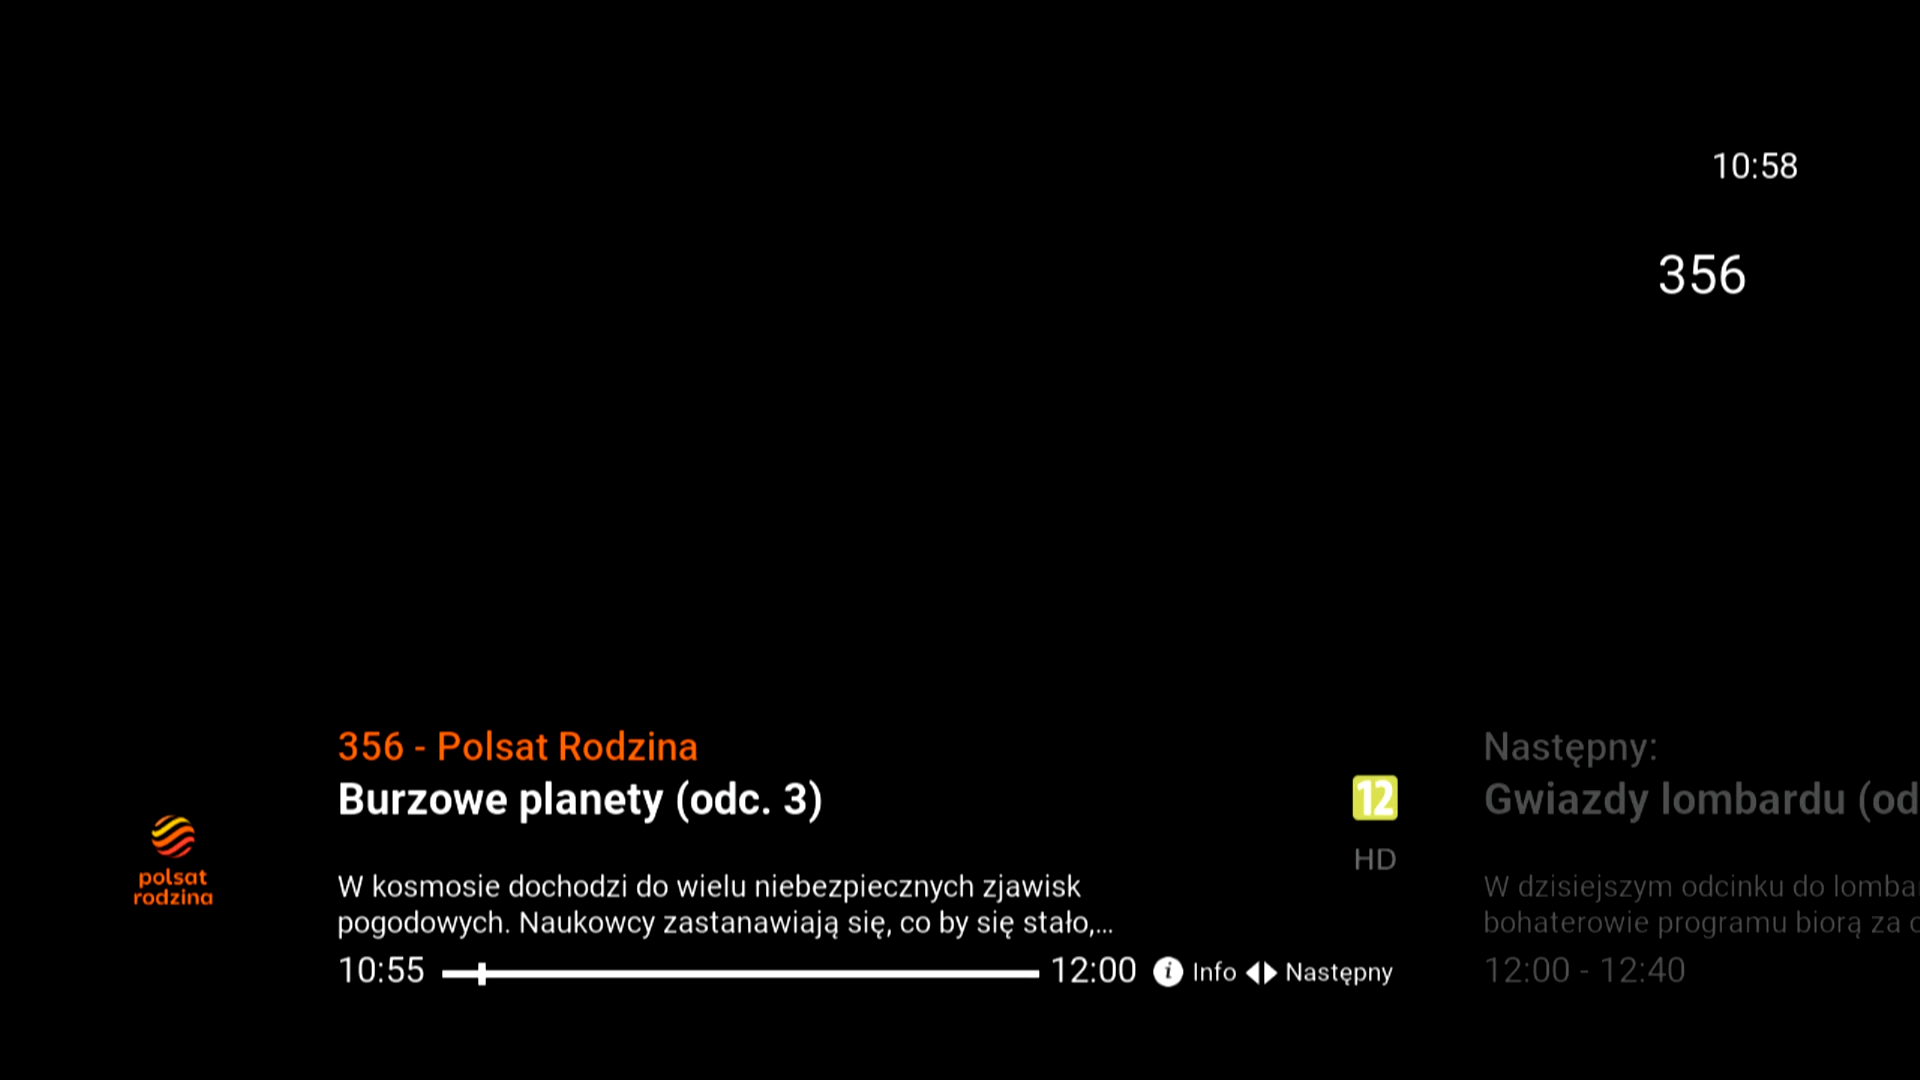 10:58
356
polsat
rodzina
356 - Polsat Rodzina
Burzowe planety (odc. 3)
12
HD
W kosmosie dochodzi do wielu niebezpiecznych zjawisk
pogodowych. Naukowcy zastanawiają się, co by się stało,...
10:55
12:00
i Info
Następny
Następny:
Gwiazdy lombardu (od
W dzisiejszym odcinku do lomba
bohaterowie programu biorą za
12:00 - 12:40